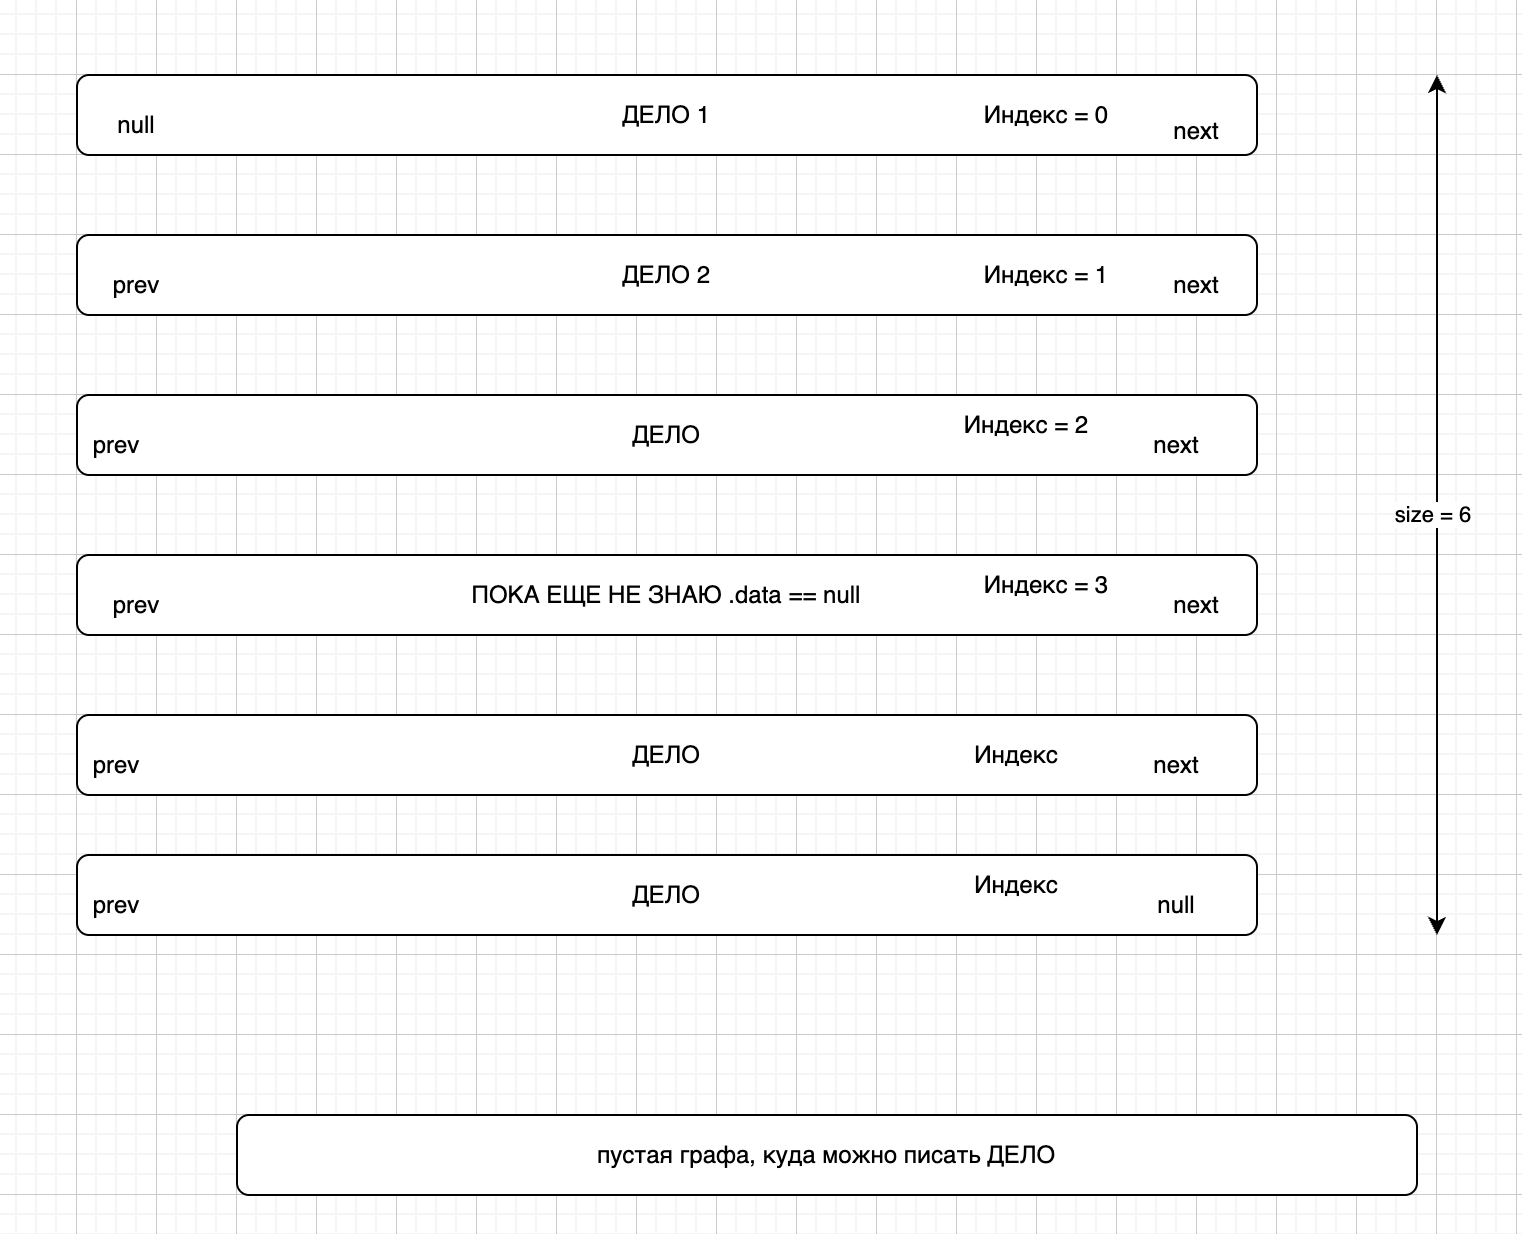 null
ДЕЛО 1
Индекс = 0
next
prev
ДЕЛО 2
Индекс = 1
next
prev
ДЕЛО
Индекс = 2
next
size = 6
prev
ПОКА ЕЩЕ НЕ ЗНАЮ .data == null
Индекс = 3
next
prev
ДЕЛО
Индекс
next
prev
ДЕЛО
Индекс
null
пустая графа, куда можно писать ДЕЛО